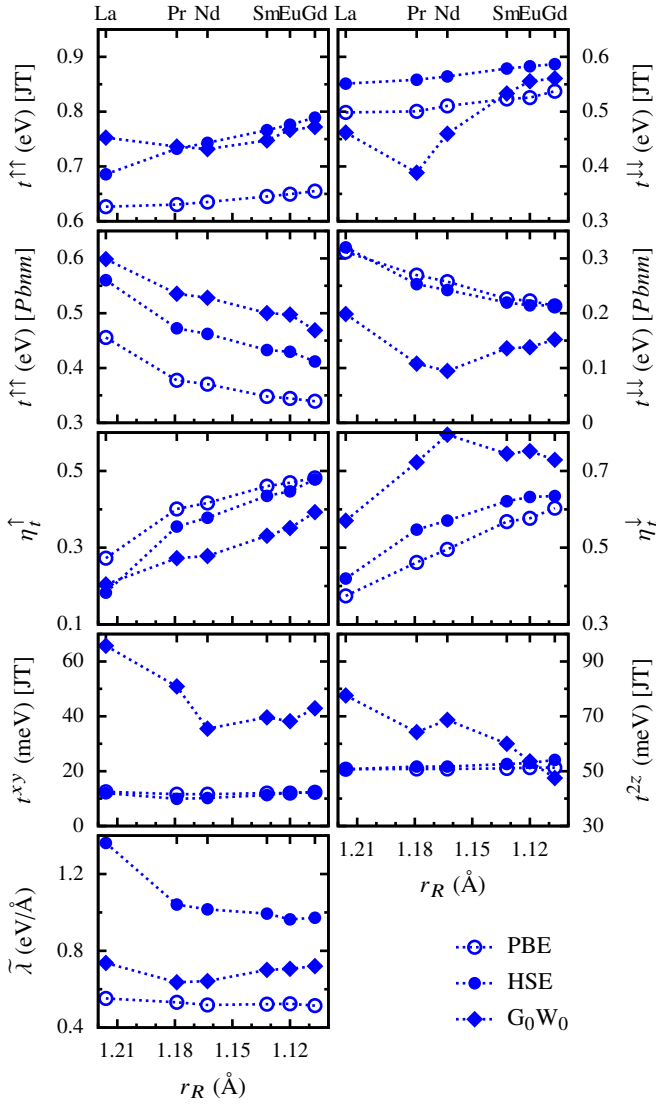 La Pr Nd Sm Eu Gd La Pr Nd Sm Eu Gd
0.9 0.8 0.7 0.6
t↑↑ (eV) [JT]
0.6 0.5 0.4 0.3
t↓↓ (eV) [JT]
0.6 0.5 0.4 0.3
t↑↑ (eV) [Pbnm]
0.3 0.2 0.1 0
t↓↓ (eV) [Pbnm]
0.5 0.3 0.1
η_t^↑
0.7 0.5 0.3
η_t^↓
60 40 20 0
t^xy (meV) [JT]
90 70 50 30
t^2z (meV) [JT]
1.21 1.18 1.15 1.12
r_R (Å)
1.2 0.8 0.4
λ̃ (eV/Å)
1.21 1.18 1.15 1.12
r_R (Å)
PBE
HSE
G₀W₀